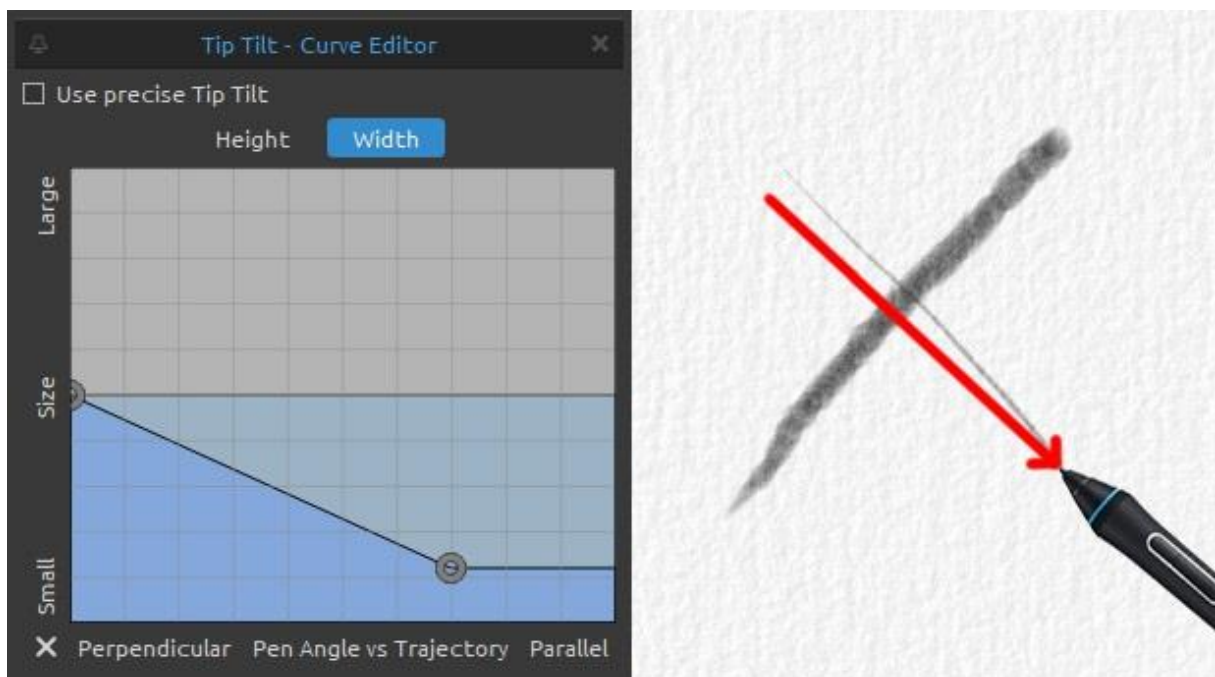 Tip Tilt - Curve Editor
Use precise Tip Tilt
Height Width
Large
Size
Small
Perpendicular Pen Angle vs Trajectory Parallel